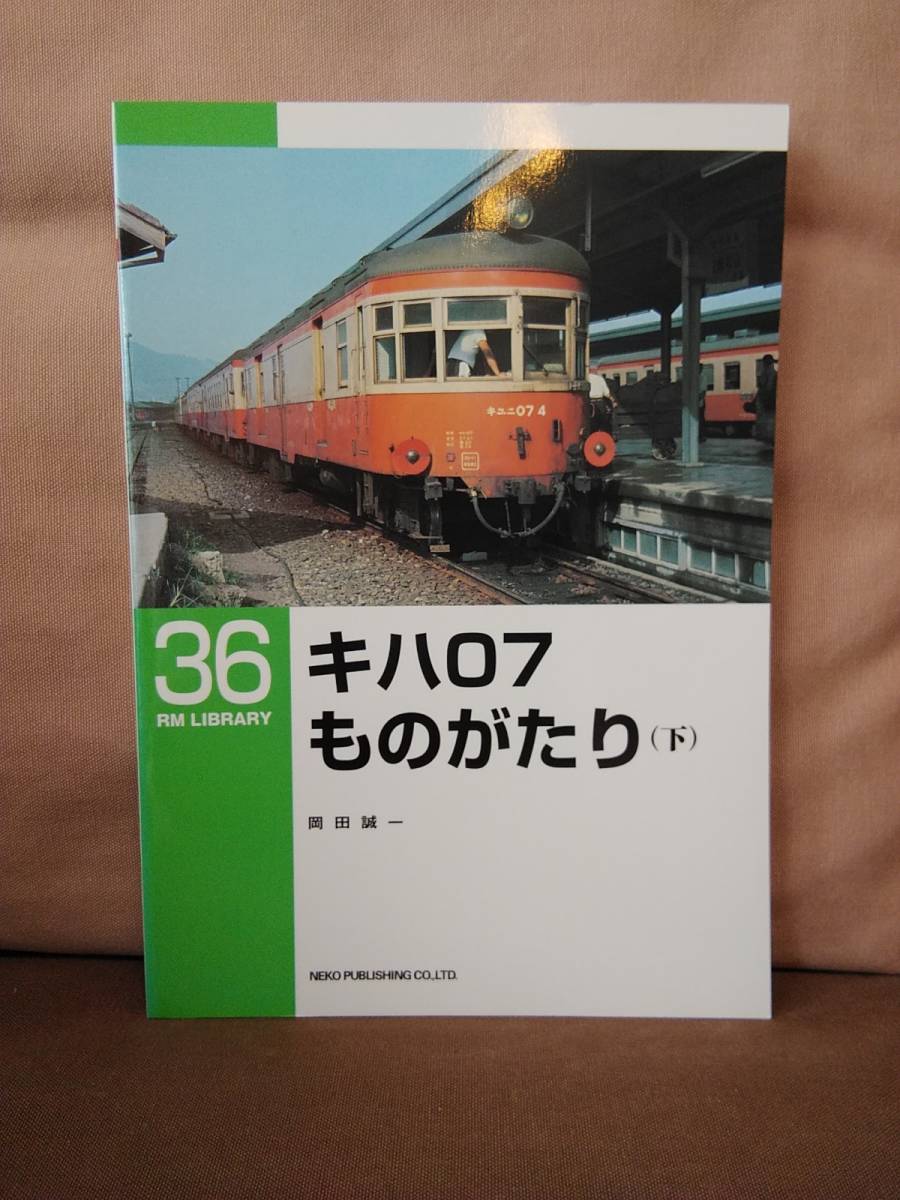 キユニ07 4
36
RM LIBRARY
キハ07
ものがたり(下)
岡田誠一
NEKO PUBLISHING CO.,LTD.